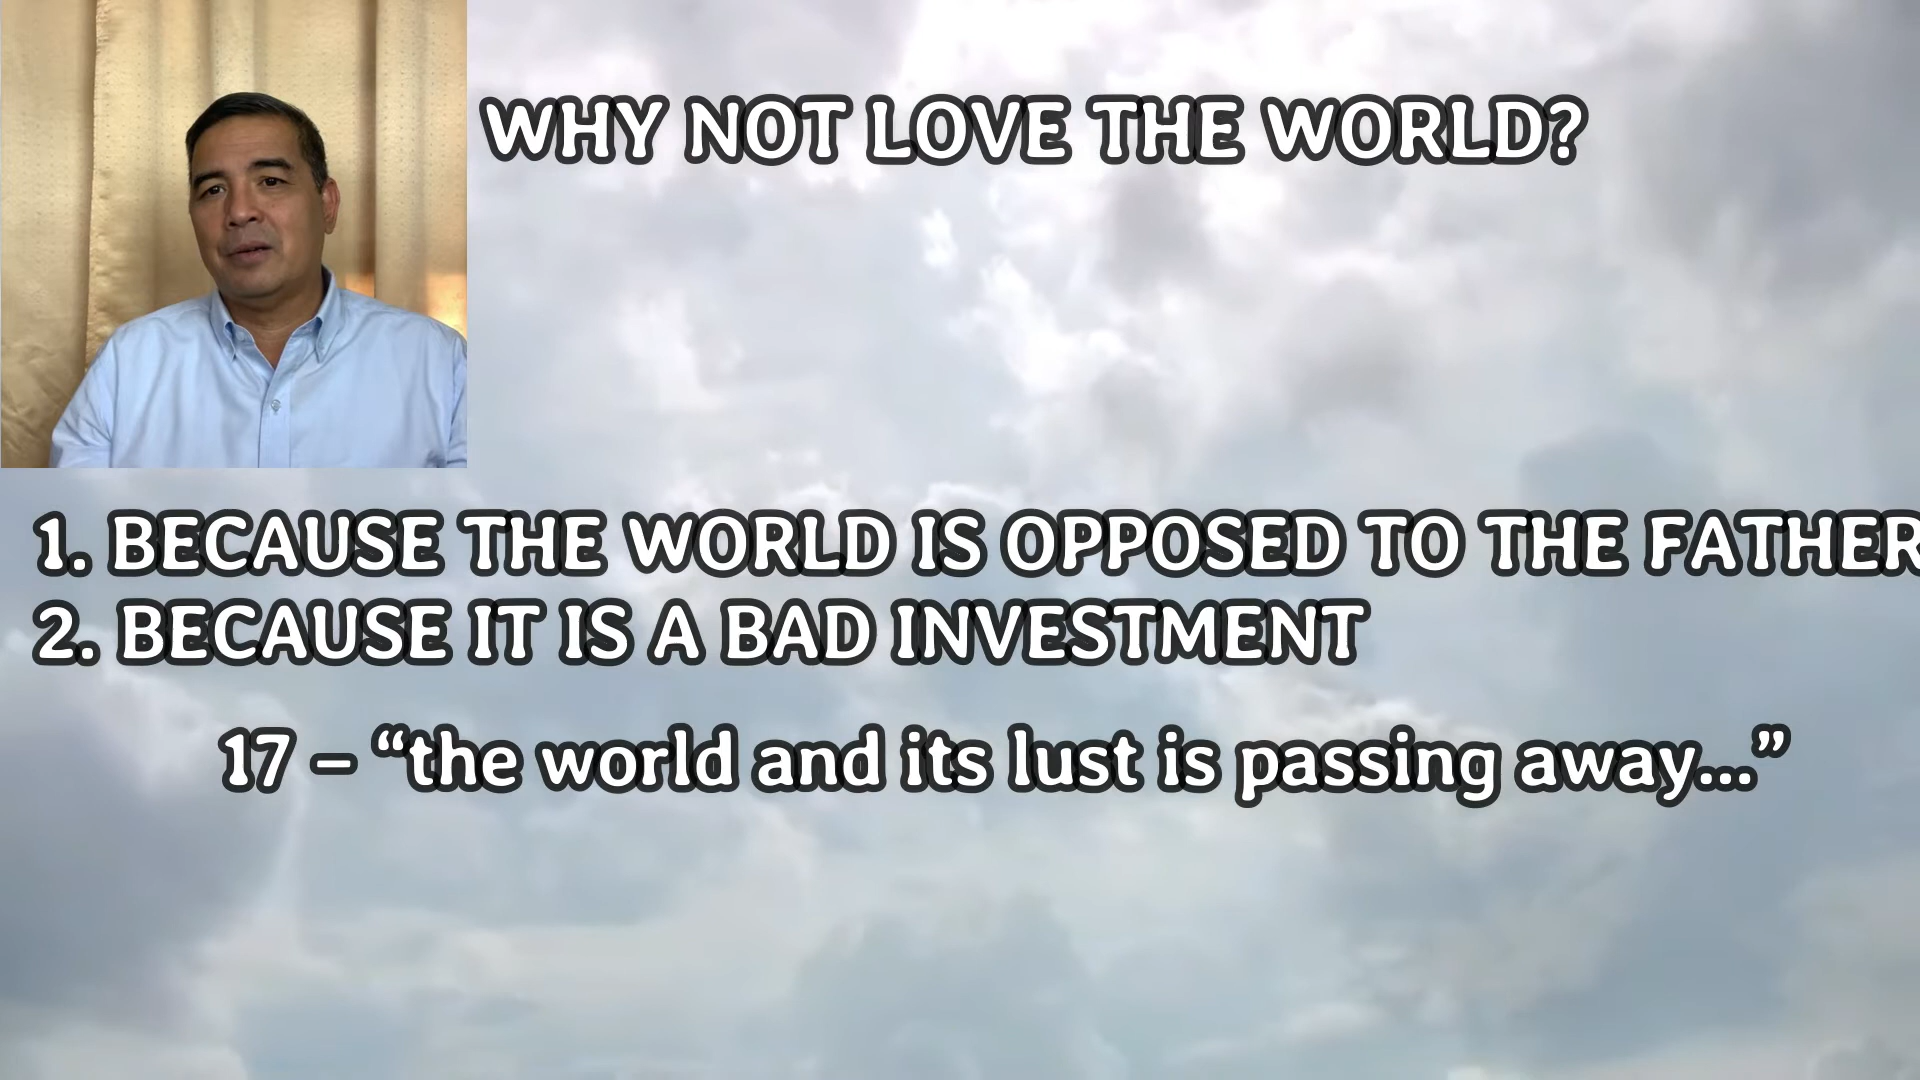 WHY NOT LOVE THE WORLD?
1. BECAUSE THE WORLD IS OPPOSED TO THE FATHER
2. BECAUSE IT IS A BAD INVESTMENT
17 – “the world and its lust is passing away...”